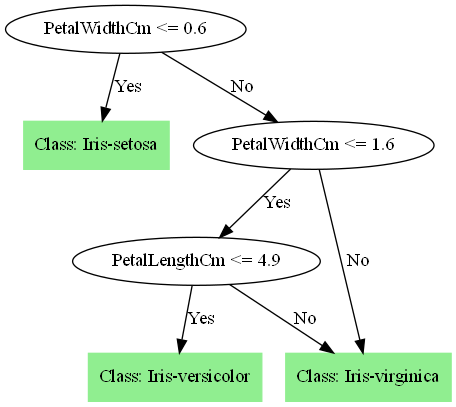 PetalWidthCm <= 0.6
Yes
No
Class: Iris-setosa
PetalWidthCm <= 1.6
Yes
No
PetalLengthCm <= 4.9
Yes
No
Class: Iris-versicolor
Class: Iris-virginica